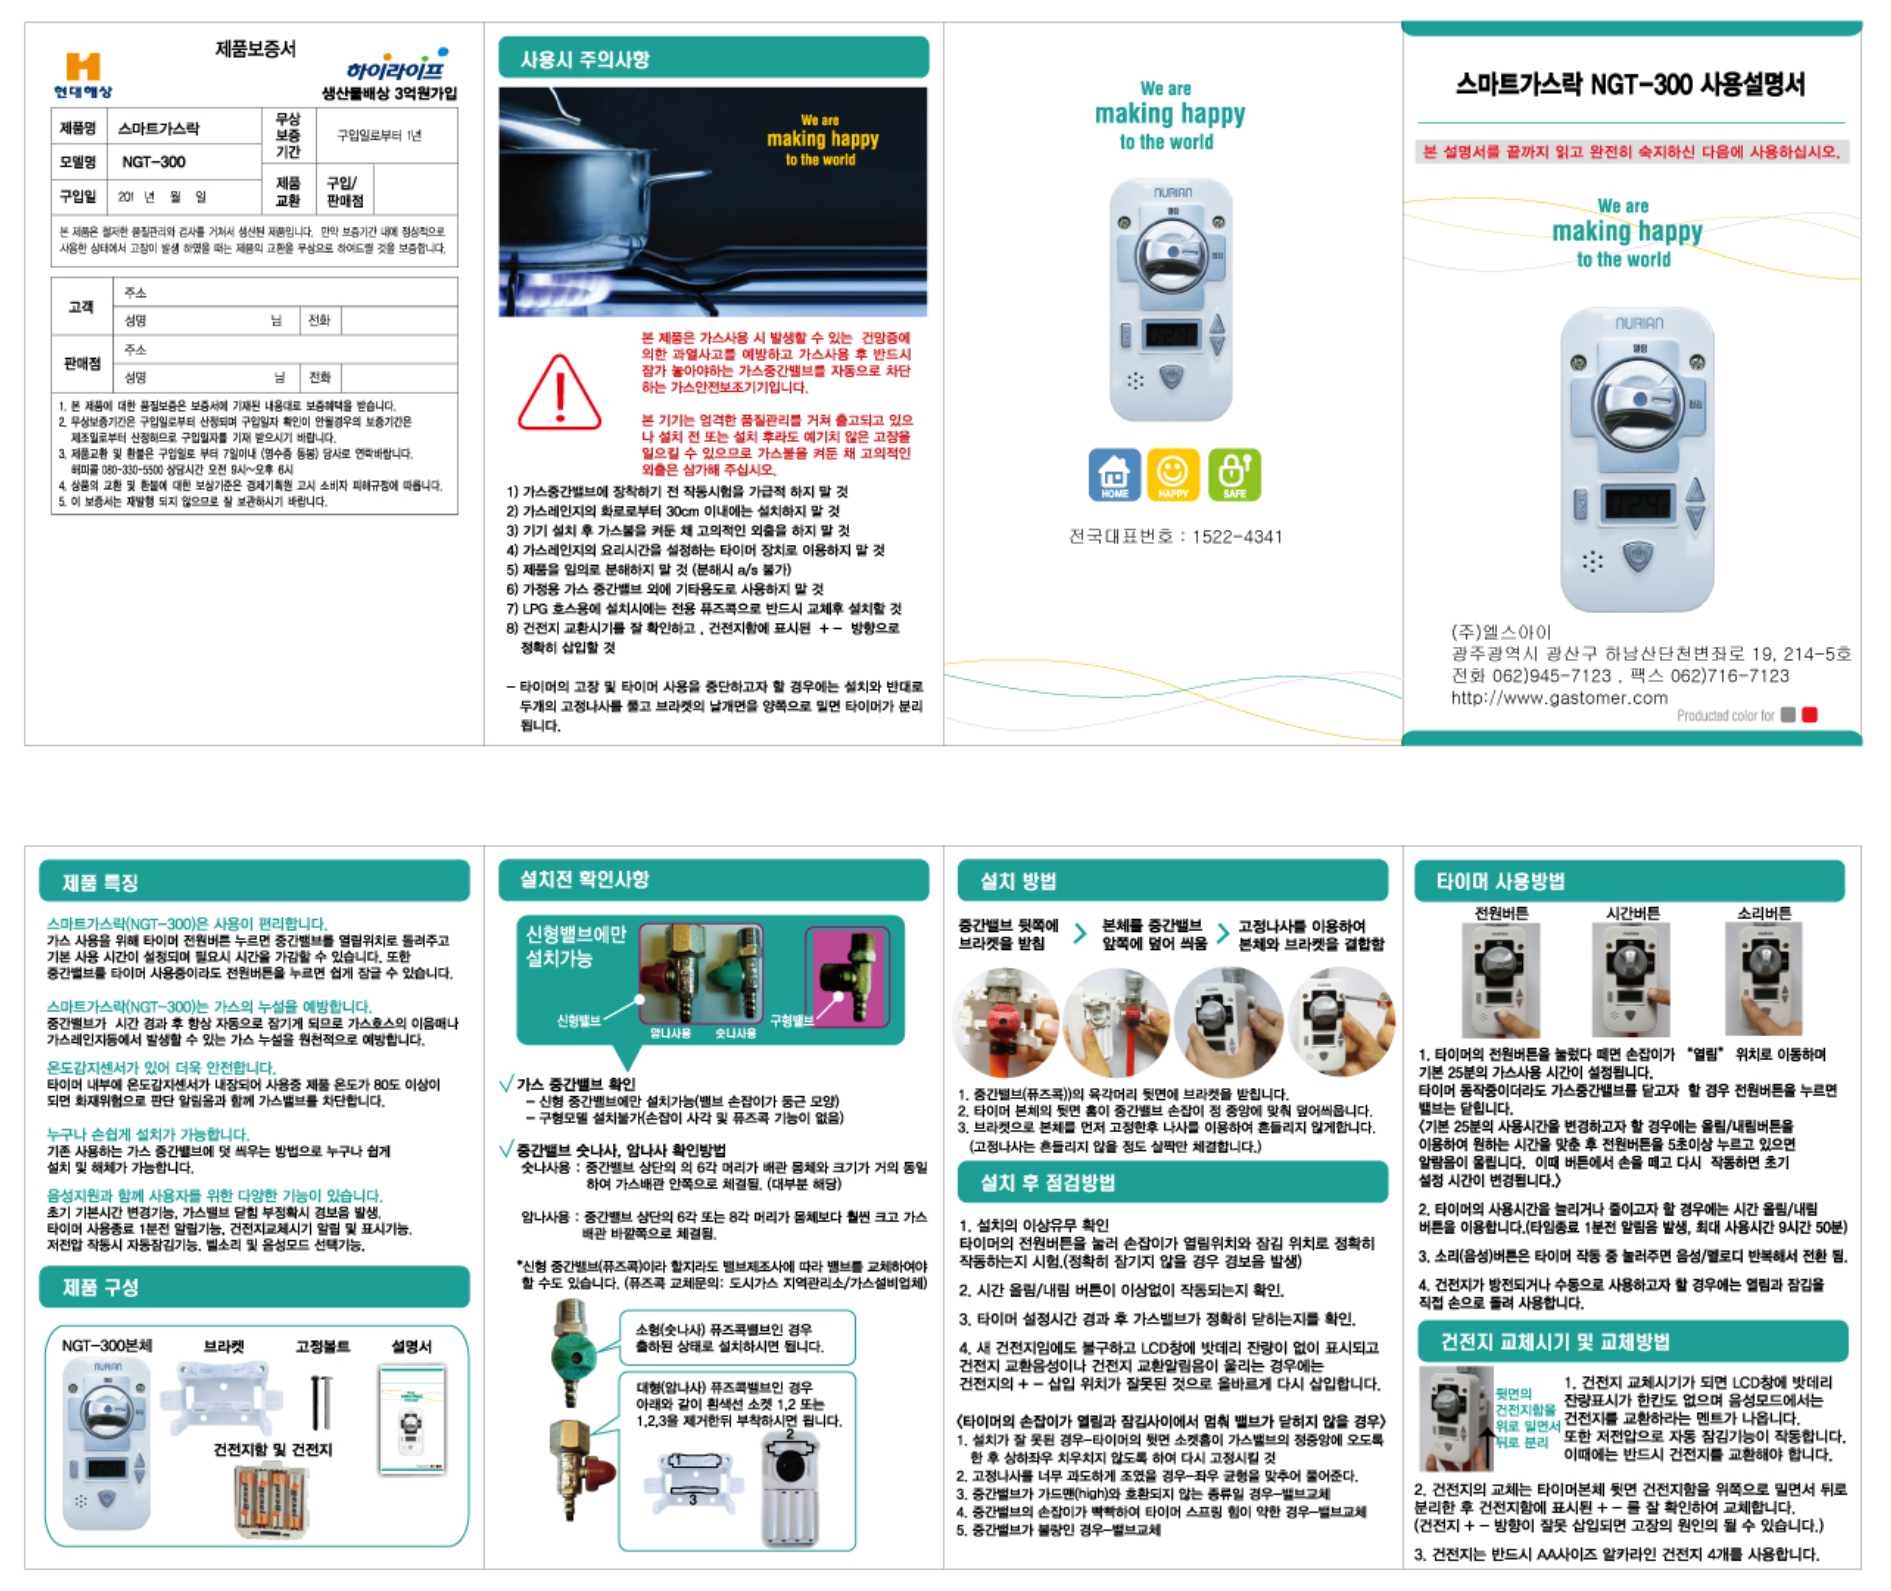 제품보증서
현대해상
하이라이프
생산물배상 3억원가입
제품명 스마트가스락
무상
보증
기간
구입일로부터 1년
모델명 NGT-300
구입일 201 년 월 일
제품
교환
구입/
판매점
본 제품은 철저한 품질관리와 검사를 거쳐서 생산된 제품입니다. 만약 보증기간 내에 정상적으로
사용한 상태에서 고장이 발생 하였을 때는 제품의 교환을 무상으로 하여드릴 것을 보증합니다.
고객
주소
성명 님 전화
판매점
주소
성명 님 전화
1. 본 제품에 대한 품질보증은 보증서에 기재된 내용대로 보증혜택을 받습니다.
2. 무상보증기간은 구입일로부터 산정되며 구입일자 확인이 안될경우의 보증기간은
제조일로부터 산정하므로 구입일자를 기재 받으시기 바랍니다.
3. 제품교환 및 환불은 구입일로 부터 7일이내 (영수증 동봉) 당사로 연락바랍니다.
해피콜 080-330-5500 상담시간 오전 9시~오후 6시
4. 상품의 교환 및 환불에 대한 보상기준은 경제기획원 고시 소비자 피해규정에 따릅니다.
5. 이 보증서는 재발행 되지 않으므로 잘 보관하시기 바랍니다.
사용시 주의사항
We are
making happy
to the world
본 제품은 가스사용 시 발생할 수 있는 건망증에
의한 과열사고를 예방하고 가스사용 후 반드시
잠가 놓아야하는 가스중간밸브를 자동으로 차단
하는 가스안전보조기기입니다.
본 기기는 엄격한 품질관리를 거쳐 출고되고 있으
나 설치 전 또는 설치 후라도 예기치 않은 고장을
일으킬 수 있으므로 가스불을 켜둔 채 고의적인
외출은 삼가해 주십시오.
1) 가스중간밸브에 장착하기 전 작동시험을 가급적 하지 말 것
2) 가스레인지의 화로로부터 30cm 이내에는 설치하지 말 것
3) 기기 설치 후 가스불을 켜둔 채 고의적인 외출을 하지 말 것
4) 가스레인지의 요리시간을 설정하는 타이머 장치로 이용하지 말 것
5) 제품을 임의로 분해하지 말 것 (분해시 a/s 불가)
6) 가정용 가스 중간밸브 외에 기타용도로 사용하지 말 것
7) LPG 호스용에 설치시에는 전용 퓨즈콕으로 반드시 교체후 설치할 것
8) 건전지 교환시기를 잘 확인하고 , 건전지함에 표시된 + - 방향으로
정확히 삽입할 것
- 타이머의 고장 및 타이머 사용을 중단하고자 할 경우에는 설치와 반대로
두개의 고정나사를 풀고 브라켓의 날개면을 양쪽으로 밀면 타이머가 분리
됩니다.
We are
making happy
to the world
NURIAN
열림
잠김
HOME
HAPPY
SAFE
전국대표번호 : 1522-4341
스마트가스락 NGT-300 사용설명서
본 설명서를 끝까지 읽고 완전히 숙지하신 다음에 사용하십시오.
We are
making happy
to the world
NURIAN
열림
잠김
(주)엘스아이
광주광역시 광산구 하남산단천변좌로 19, 214-5호
전화 062)945-7123 , 팩스 062)716-7123
http://www.gastomer.com
Producted color for
제품 특징
스마트가스락(NGT-300)은 사용이 편리합니다.
가스 사용을 위해 타이머 전원버튼 누르면 중간밸브를 열림위치로 돌려주고
기본 사용 시간이 설정되며 필요시 시간을 가감할 수 있습니다. 또한
중간밸브를 타이머 사용중이라도 전원버튼을 누르면 쉽게 잠글 수 있습니다.
스마트가스락(NGT-300)는 가스의 누설을 예방합니다.
중간밸브가 시간 경과 후 항상 자동으로 잠기게 되므로 가스호스의 이음매나
가스레인지등에서 발생할 수 있는 가스 누설을 원천적으로 예방합니다.
온도감지센서가 있어 더욱 안전합니다.
타이머 내부에 온도감지센서가 내장되어 사용중 제품 온도가 80도 이상이
되면 화재위험으로 판단 알림음과 함께 가스밸브를 차단합니다.
누구나 손쉽게 설치가 가능합니다.
기존 사용하는 가스 중간밸브에 덧 씌우는 방법으로 누구나 쉽게
설치 및 해체가 가능합니다.
음성지원과 함께 사용자를 위한 다양한 기능이 있습니다.
초기 기본시간 변경기능, 가스밸브 닫힘 부정확시 경보음 발생.
타이머 사용종료 1분전 알림기능, 건전지교체시기 알림 및 표시기능.
저전압 작동시 자동잠김기능, 벨소리 및 음성모드 선택기능.
제품 구성
NGT-300본체 브라켓 고정볼트 설명서
NURIAN
건전지함 및 건전지
설치전 확인사항
신형밸브에만
설치가능
신형밸브
암나사용 숫나사용
구형밸브
가스 중간밸브 확인
- 신형 중간밸브에만 설치가능(밸브 손잡이가 둥근 모양)
- 구형모델 설치불가(손잡이 사각 및 퓨즈콕 기능이 없음)
중간밸브 숫나사, 암나사 확인방법
숫나사용 : 중간밸브 상단의 의 6각 머리가 배관 몸체와 크기가 거의 동일
하여 가스배관 안쪽으로 체결됨. (대부분 해당)
암나사용 : 중간밸브 상단의 6각 또는 8각 머리가 몸체보다 훨씬 크고 가스
배관 바깥쪽으로 체결됨.
*신형 중간밸브(퓨즈콕)이라 할지라도 밸브제조사에 따라 밸브를 교체하여야
할 수도 있습니다. (퓨즈콕 교체문의: 도시가스 지역관리소/가스설비업체)
소형(숫나사) 퓨즈콕밸브인 경우
출하된 상태로 설치하시면 됩니다.
대형(암나사) 퓨즈콕밸브인 경우
아래와 같이 흰색선 소켓 1,2 또는
1,2,3을 제거한뒤 부착하시면 됩니다.
1
2
3
설치 방법
중간밸브 뒷쪽에
브라켓을 받침
본체를 중간밸브
앞쪽에 덮어 씌움
고정나사를 이용하여
본체와 브라켓을 결합함
1. 중간밸브(퓨즈콕))의 육각머리 뒷면에 브라켓을 받칩니다.
2. 타이머 본체의 뒷면 홈이 중간밸브 손잡이 정 중앙에 맞춰 덮어씌웁니다.
3. 브라켓으로 본체를 먼저 고정한후 나사를 이용하여 흔들리지 않게합니다.
(고정나사는 흔들리지 않을 정도 살짝만 체결합니다.)
설치 후 점검방법
1. 설치의 이상유무 확인
타이머의 전원버튼을 눌러 손잡이가 열림위치와 잠김 위치로 정확히
작동하는지 시험.(정확히 잠기지 않을 경우 경보음 발생)
2. 시간 올림/내림 버튼이 이상없이 작동되는지 확인.
3. 타이머 설정시간 경과 후 가스밸브가 정확히 닫히는지를 확인.
4. 새 건전지임에도 불구하고 LCD창에 밧데리 잔량이 없이 표시되고
건전지 교환음성이나 건전지 교환알림음이 울리는 경우에는
건전지의 + - 삽입 위치가 잘못된 것으로 올바르게 다시 삽입합니다.
<타이머의 손잡이가 열림과 잠김사이에서 멈춰 밸브가 닫히지 않을 경우>
1. 설치가 잘 못된 경우-타이머의 뒷면 소켓홈이 가스밸브의 정중앙에 오도록
한 후 상하좌우 치우치지 않도록 하여 다시 고정시킬 것
2. 고정나사를 너무 과도하게 조였을 경우-좌우 균형을 맞추어 풀어준다.
3. 중간밸브가 가드맨(high)와 호환되지 않는 종류일 경우-밸브교체
4. 중간밸브의 손잡이가 빡빡하여 타이머 스프링 힘이 약한 경우-밸브교체
5. 중간밸브가 불량인 경우-밸브교체
타이머 사용방법
전원버튼 시간버튼 소리버튼
1. 타이머의 전원버튼을 눌렀다 떼면 손잡이가 “열림” 위치로 이동하며
기본 25분의 가스사용 시간이 설정됩니다.
타이머 동작중이더라도 가스중간밸브를 닫고자 할 경우 전원버튼을 누르면
밸브는 닫힙니다.
<기본 25분의 사용시간을 변경하고자 할 경우에는 올림/내림버튼을
이용하여 원하는 시간을 맞춘 후 전원버튼을 5초이상 누르고 있으면
알람음이 울립니다. 이때 버튼에서 손을 떼고 다시 작동하면 초기
설정 시간이 변경됩니다.>
2. 타이머의 사용시간을 늘리거나 줄이고자 할 경우에는 시간 올림/내림
버튼을 이용합니다.(타임종료 1분전 알림음 발생, 최대 사용시간 9시간 50분)
3. 소리(음성)버튼은 타이머 작동 중 눌러주면 음성/멜로디 반복해서 전환 됨.
4. 건전지가 방전되거나 수동으로 사용하고자 할 경우에는 열림과 잠김을
직접 손으로 돌려 사용합니다.
건전지 교체시기 및 교체방법
뒷면의
건전지함을
위로 밀면서
뒤로 분리
1. 건전지 교체시기가 되면 LCD창에 밧데리
잔량표시가 한칸도 없으며 음성모드에서는
건전지를 교환하라는 멘트가 나옵니다.
또한 저전압으로 자동 잠김기능이 작동합니다.
이때에는 반드시 건전지를 교환해야 합니다.
2. 건전지의 교체는 타이머본체 뒷면 건전지함을 위쪽으로 밀면서 뒤로
분리한 후 건전지함에 표시된 + - 를 잘 확인하여 교체합니다.
(건전지 + - 방향이 잘못 삽입되면 고장의 원인의 될 수 있습니다.)
3. 건전지는 반드시 AA사이즈 알카라인 건전지 4개를 사용합니다.